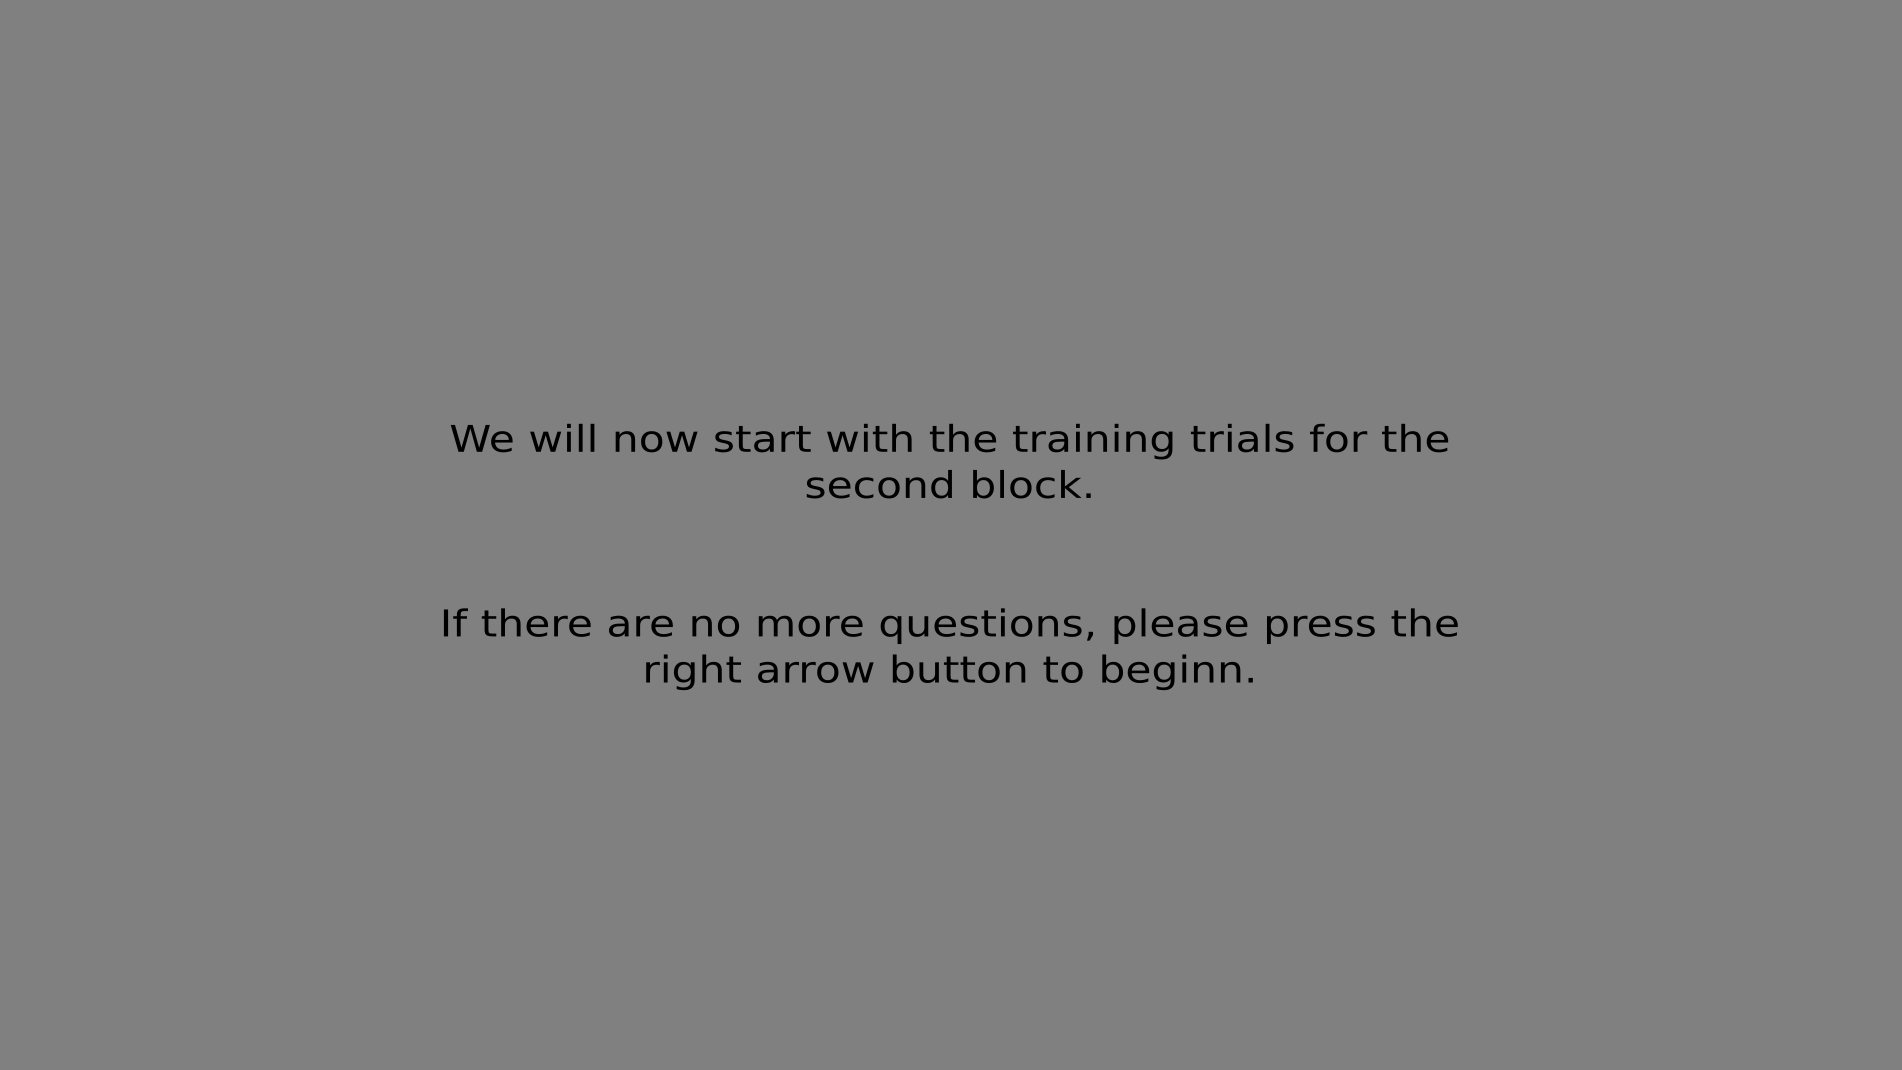 We will now start with the training trials for the
second block.
If there are no more questions, please press the
right arrow button to beginn.